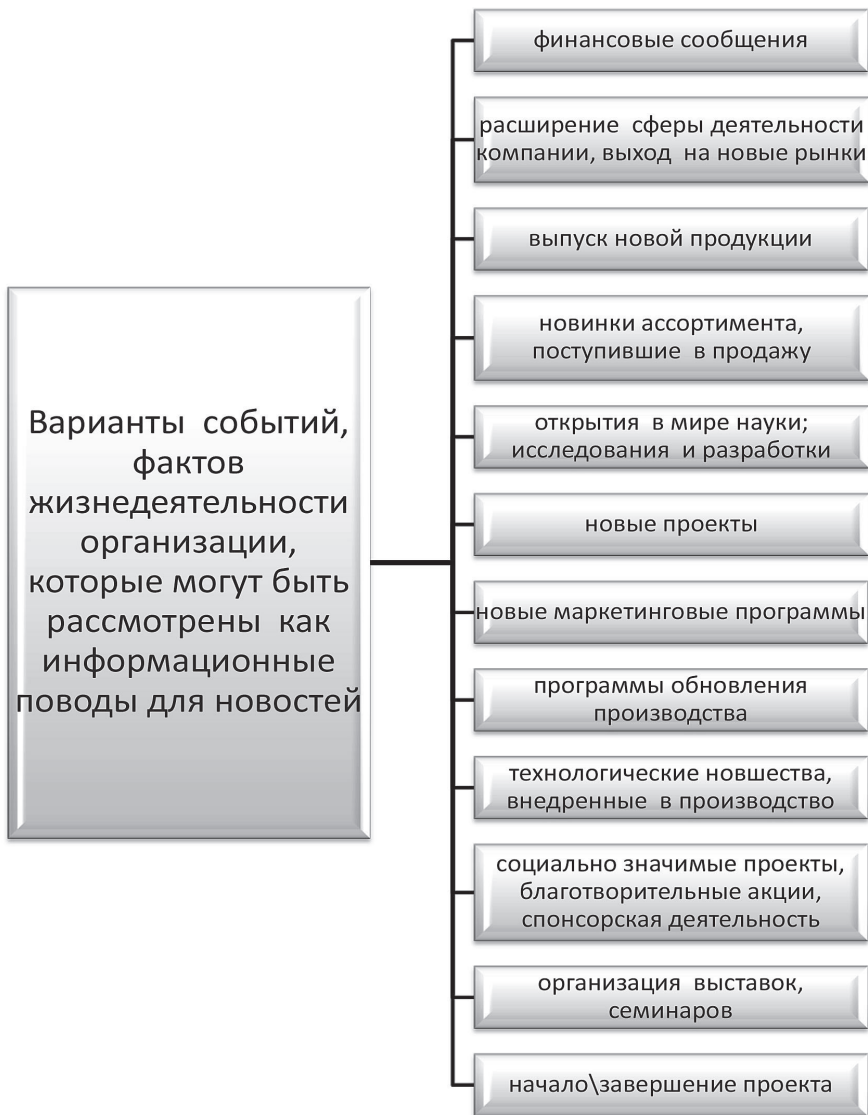 Варианты событий,
фактов
жизнедеятельности
организации,
которые могут быть
рассмотрены как
информационные
поводы для новостей
финансовые сообщения
расширение сферы деятельности
компании, выход на новые рынки
выпуск новой продукции
новинки ассортимента,
поступившие в продажу
открытия в мире науки;
исследования и разработки
новые проекты
новые маркетинговые программы
программы обновления
производства
технологические новшества,
внедренные в производство
социально значимые проекты,
благотворительные акции,
спонсорская деятельность
организация выставок,
семинаров
начало\завершение проекта